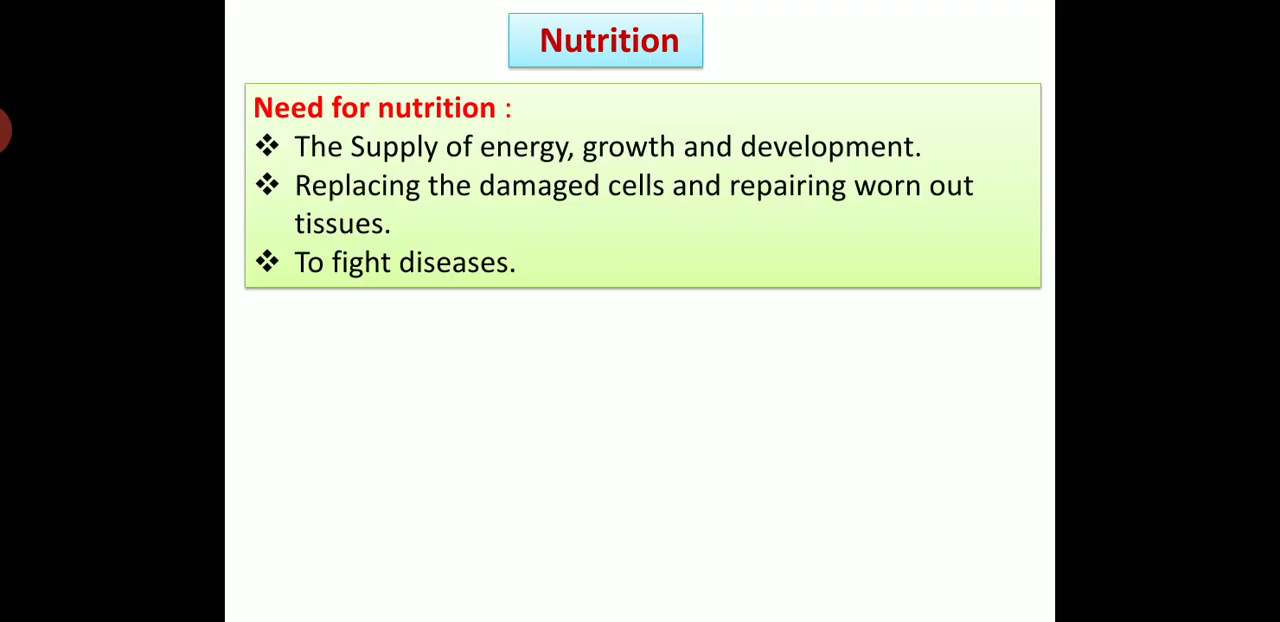 Nutrition
Need for nutrition :
❖ The Supply of energy, growth and development.
❖ Replacing the damaged cells and repairing worn out
tissues.
❖ To fight diseases.